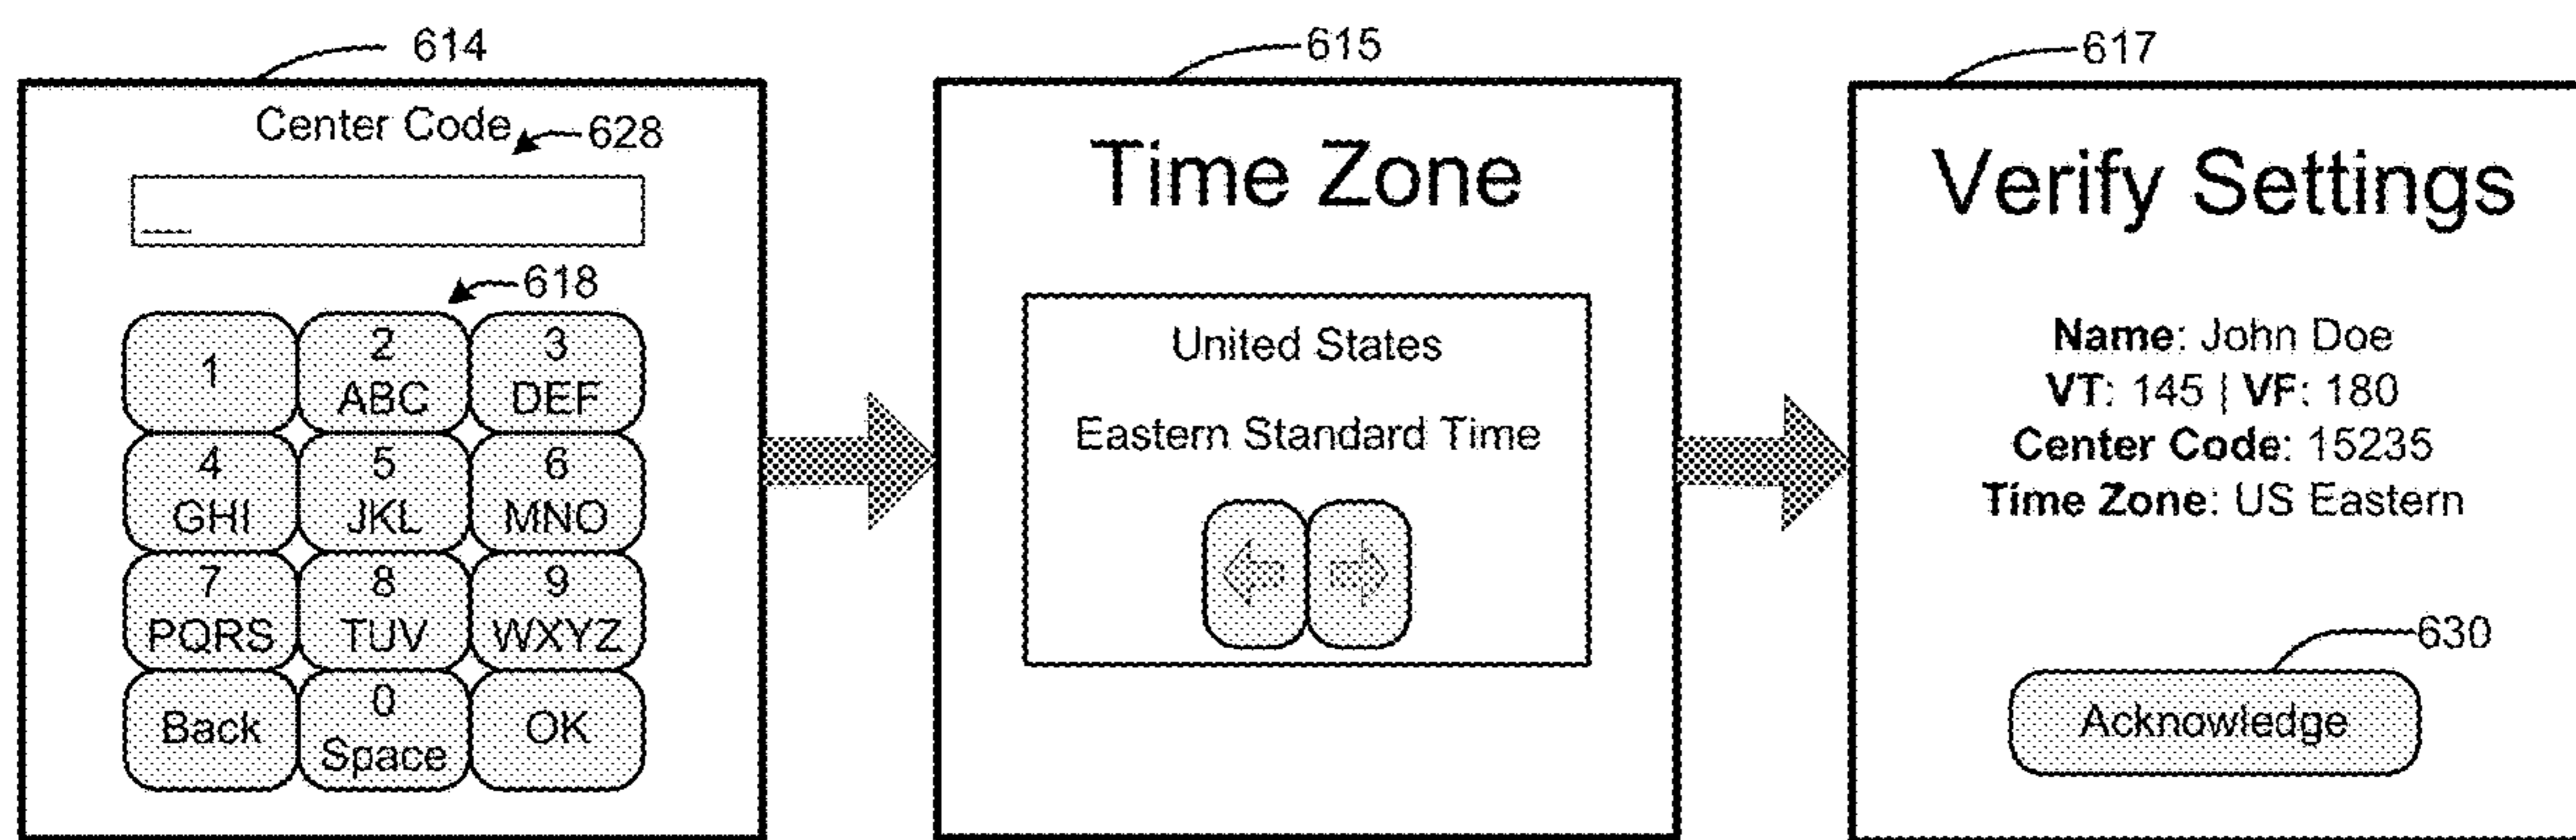 614
Center Code
628
618
1
2
ABC
3
DEF
4
GHI
5
JKL
6
MNO
7
PQRS
8
TUV
9
WXYZ
Back
0
Space
OK
615
Time Zone
United States
Eastern Standard Time
617
Verify Settings
Name: John Doe
VT: 145 | VF: 180
Center Code: 15235
Time Zone: US Eastern
630
Acknowledge